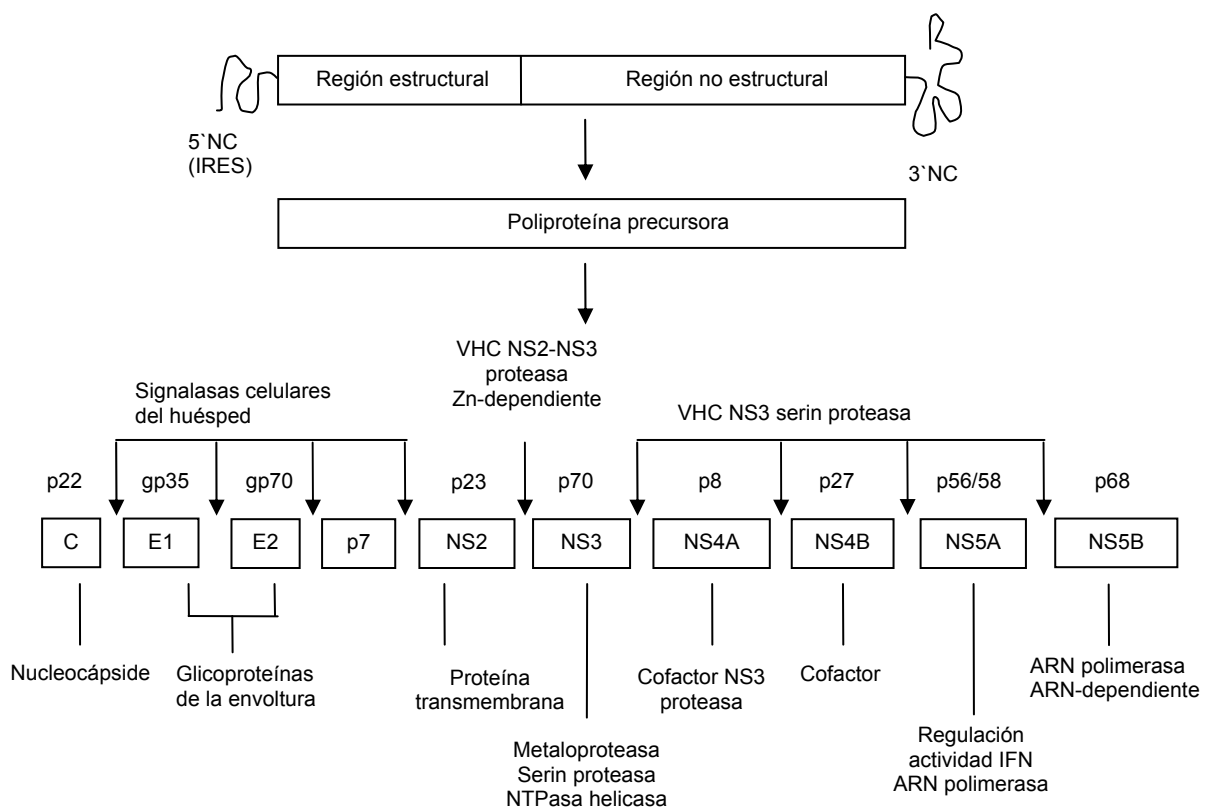 Región estructural
Región no estructural
5`NC
(IRES)
3`NC
Poliproteína precursora
VHC NS2-NS3
proteasa
Zn-dependiente
Signalasas celulares
del huésped
VHC NS3 serin proteasa
p22
gp35
gp70
p23
p70
p8
p27
p56/58
p68
C
E1
E2
p7
NS2
NS3
NS4A
NS4B
NS5A
NS5B
Nucleocápside
Glicoproteínas
de la envoltura
Proteína
transmembrana
Metaloproteasa
Serin proteasa
NTPasa helicasa
Cofactor NS3
proteasa
Cofactor
Regulación
actividad IFN
ARN polimerasa
ARN polimerasa
ARN-dependiente